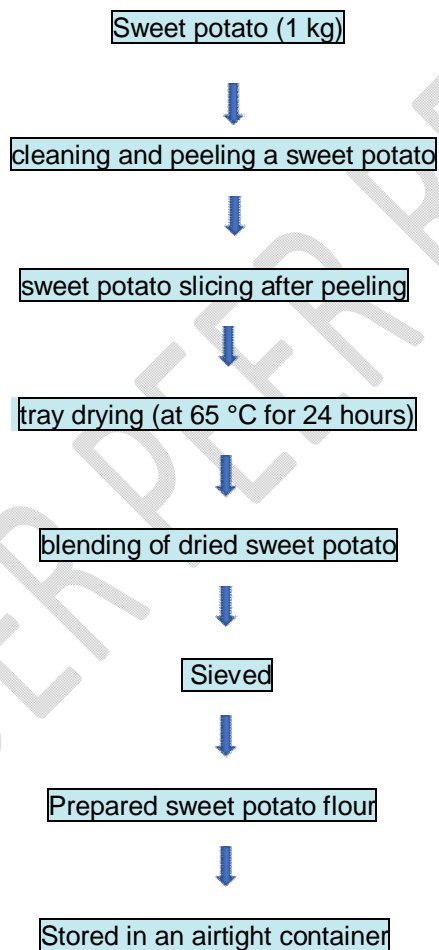 Sweet potato (1 kg)
cleaning and peeling a sweet potato
sweet potato slicing after peeling
tray drying (at 65 °C for 24 hours)
blending of dried sweet potato
Sieved
Prepared sweet potato flour
Stored in an airtight container